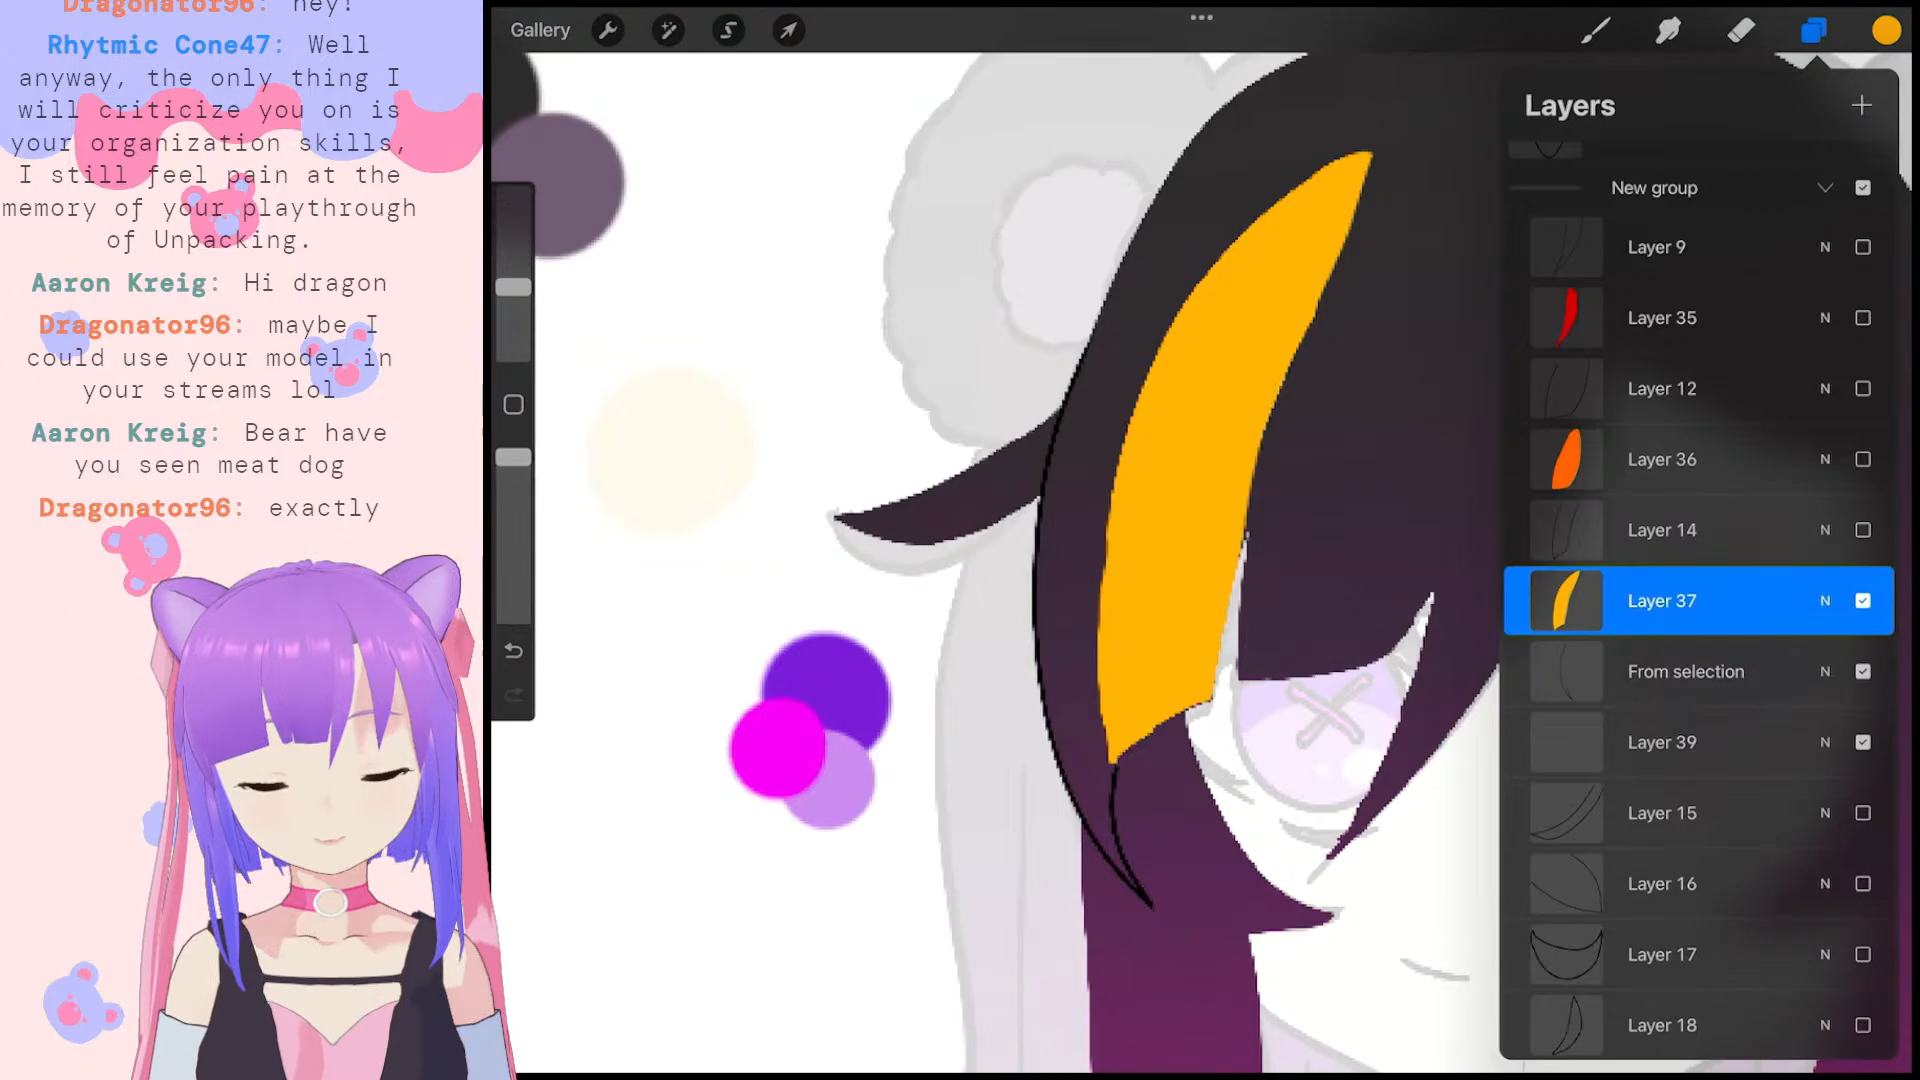 Dragonator96: hey!
Rhytmic Cone47: Well
anyway, the only thing I
will criticize you on is
your organization skills,
I still feel pain at the
memory of your playthrough
of Unpacking.
Aaron Kreig: Hi dragon
Dragonator96: maybe I
could use your model in
your streams lol
Aaron Kreig: Bear have
you seen meat dog
Dragonator96: exactly
Gallery
Layers
New group
Layer 9 N
Layer 35 N
Layer 12 N
Layer 36 N
Layer 14 N
Layer 37 N
From selection N
Layer 39 N
Layer 15 N
Layer 16 N
Layer 17 N
Layer 18 N